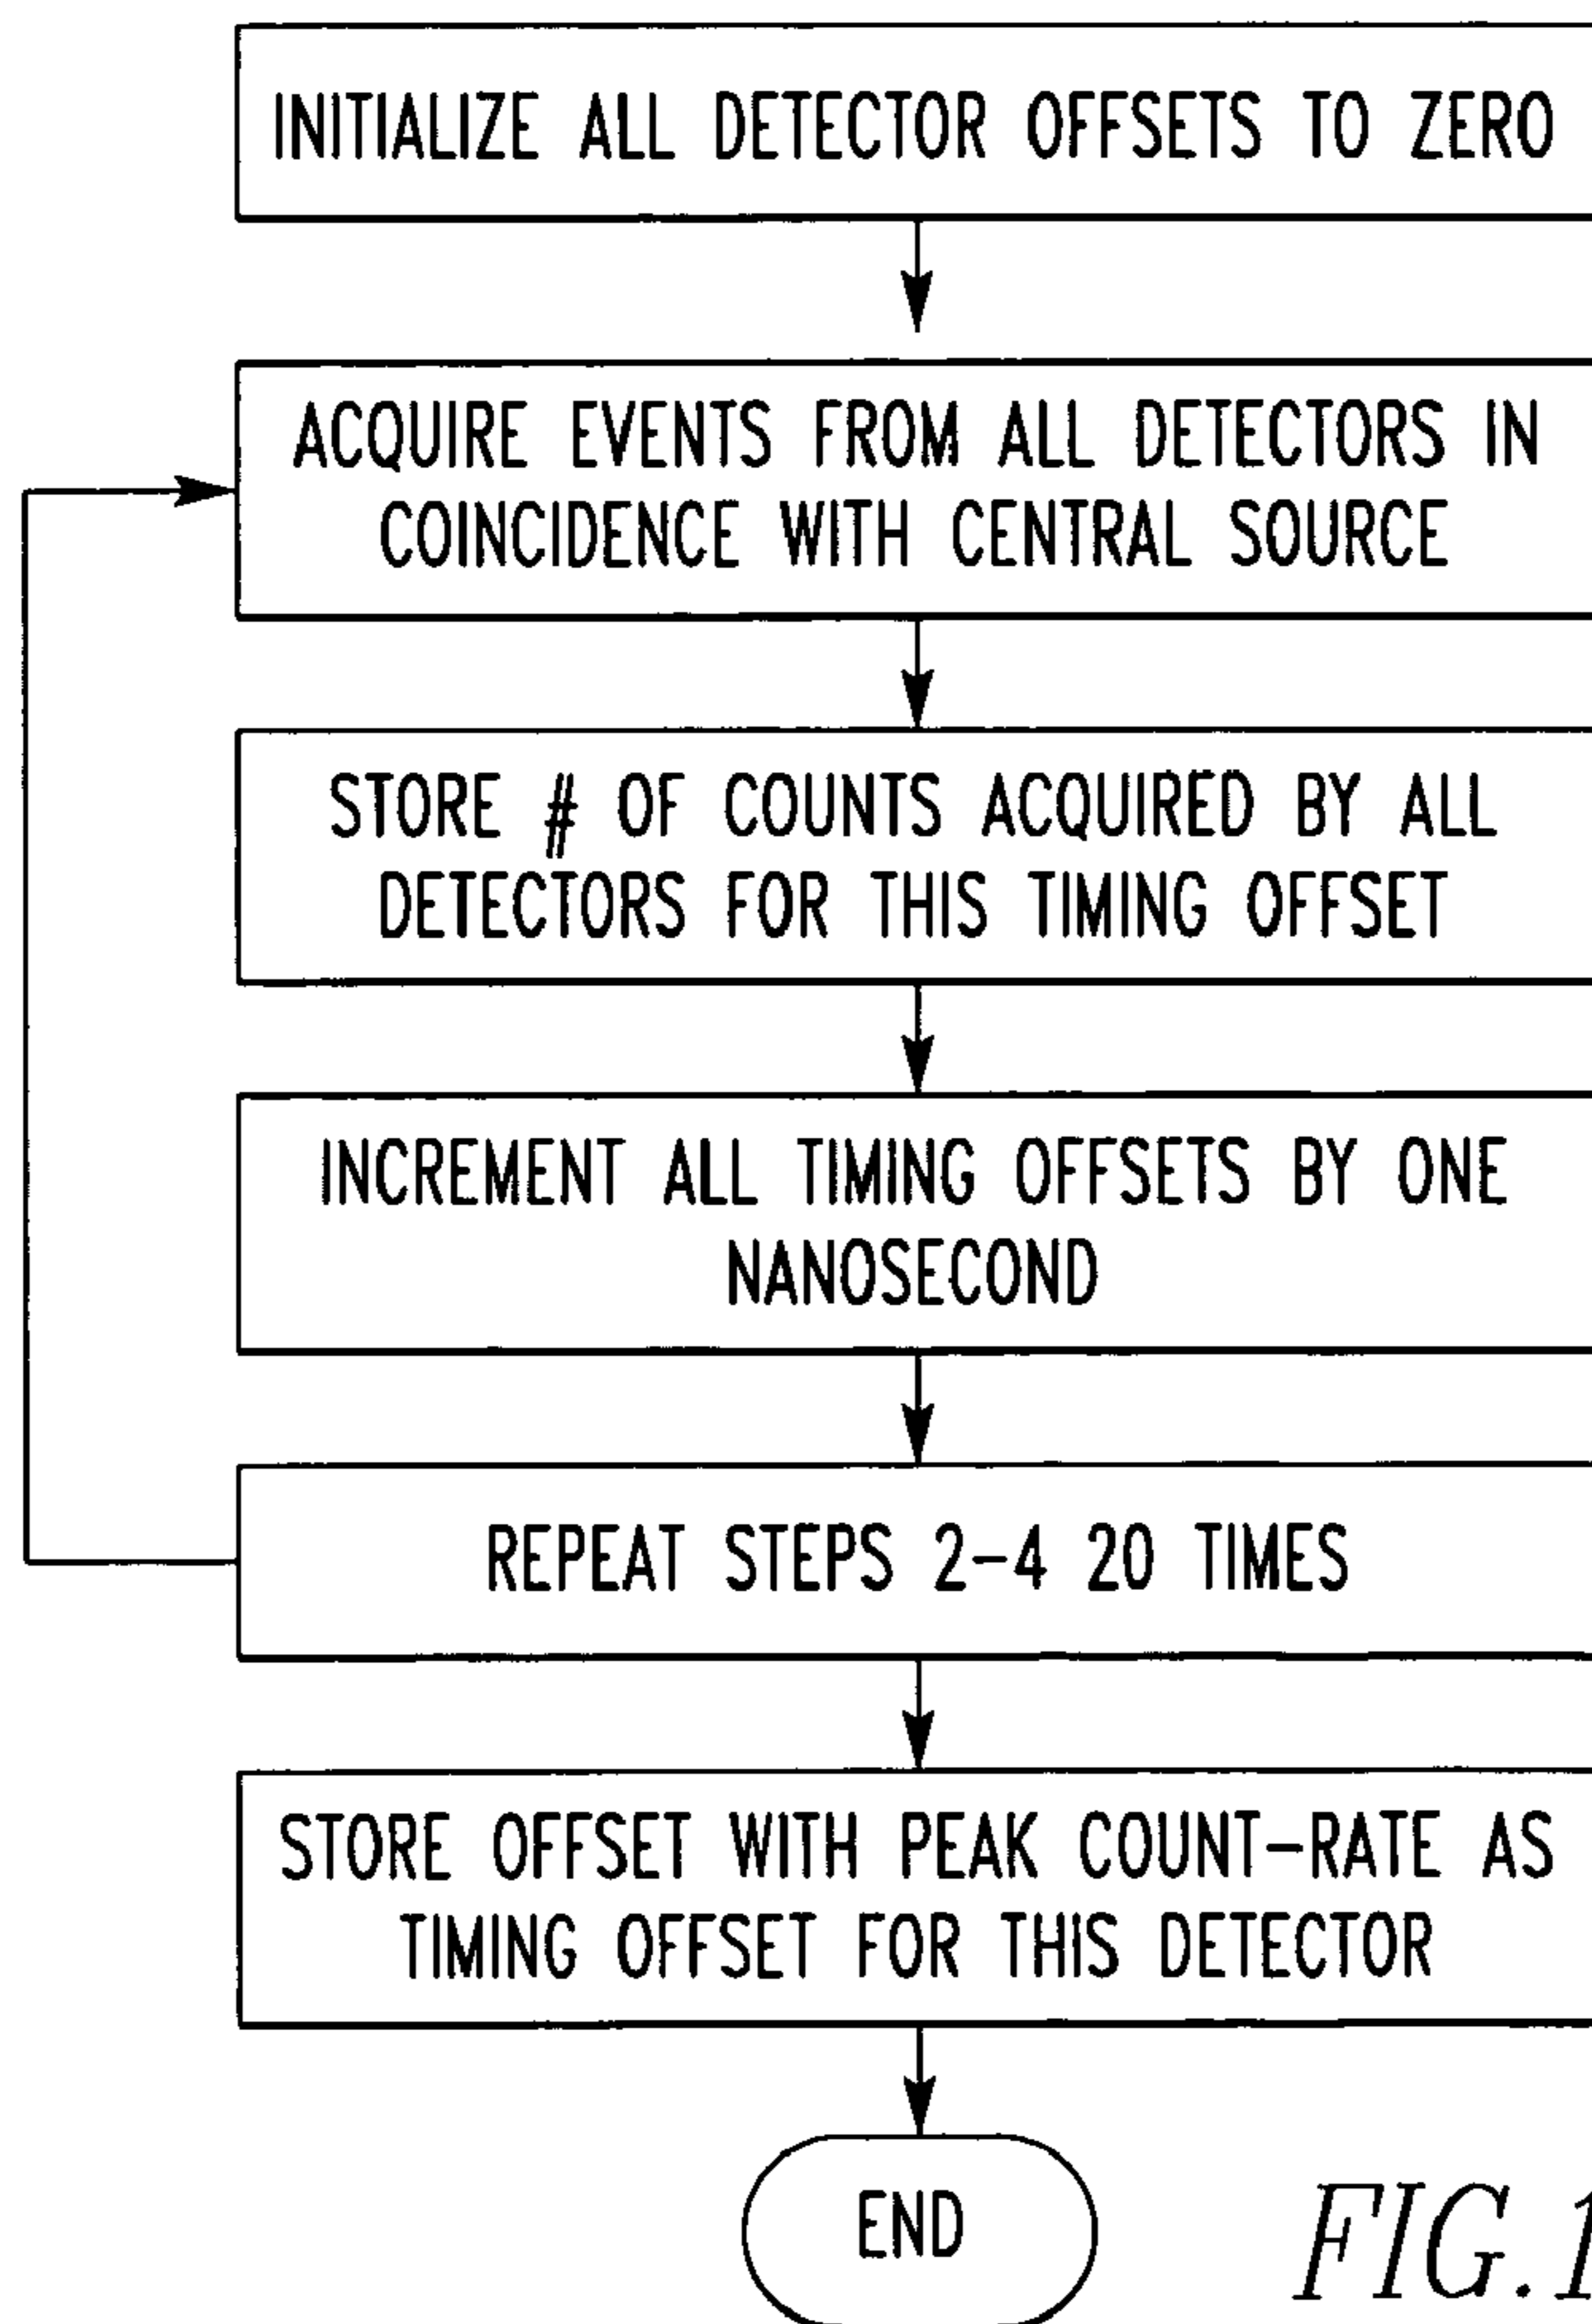 INITIALIZE ALL DETECTOR OFFSETS TO ZERO
ACQUIRE EVENTS FROM ALL DETECTORS IN
COINCIDENCE WITH CENTRAL SOURCE
STORE # OF COUNTS ACQUIRED BY ALL
DETECTORS FOR THIS TIMING OFFSET
INCREMENT ALL TIMING OFFSETS BY ONE
NANOSECOND
REPEAT STEPS 2-4 20 TIMES
STORE OFFSET WITH PEAK COUNT-RATE AS
TIMING OFFSET FOR THIS DETECTOR
END
FIG.1